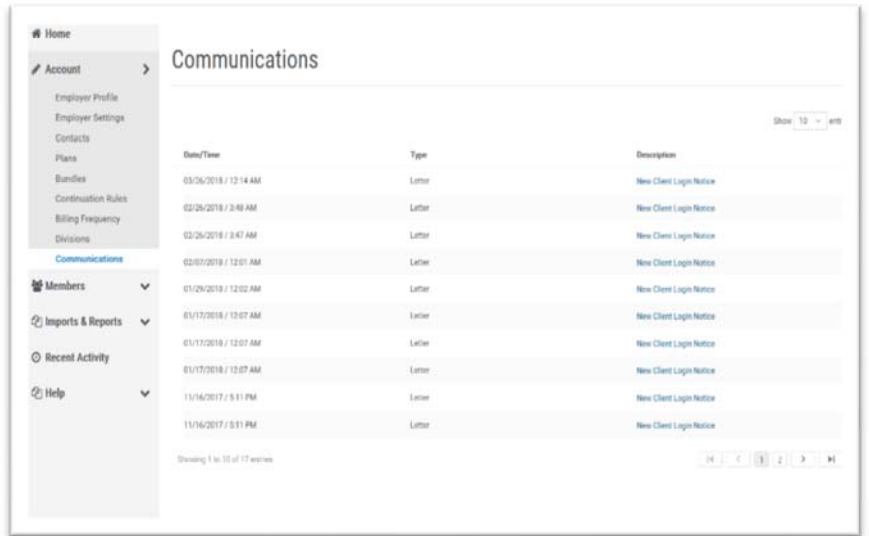 Home
Account
Employer Profile
Employer Settings
Contacts
Plans
Bundles
Continuation Rules
Billing Frequency
Divisions
Communications
Members
Imports & Reports
Recent Activity
Help
Communications
Show 10 entr
Date/Time Type Description
03/26/2018 / 12:14 AM Letter New Client Login Notice
02/26/2018 / 3:48 AM Letter New Client Login Notice
02/26/2018 / 3:47 AM Letter New Client Login Notice
02/07/2018 / 12:01 AM Letter New Client Login Notice
01/29/2018 / 12:02 AM Letter New Client Login Notice
01/17/2018 / 12:07 AM Letter New Client Login Notice
01/17/2018 / 12:07 AM Letter New Client Login Notice
01/17/2018 / 12:07 AM Letter New Client Login Notice
11/16/2017 / 5:11 PM Letter New Client Login Notice
11/16/2017 / 5:11 PM Letter New Client Login Notice
Showing 1 to 10 of 17 entries
1 2